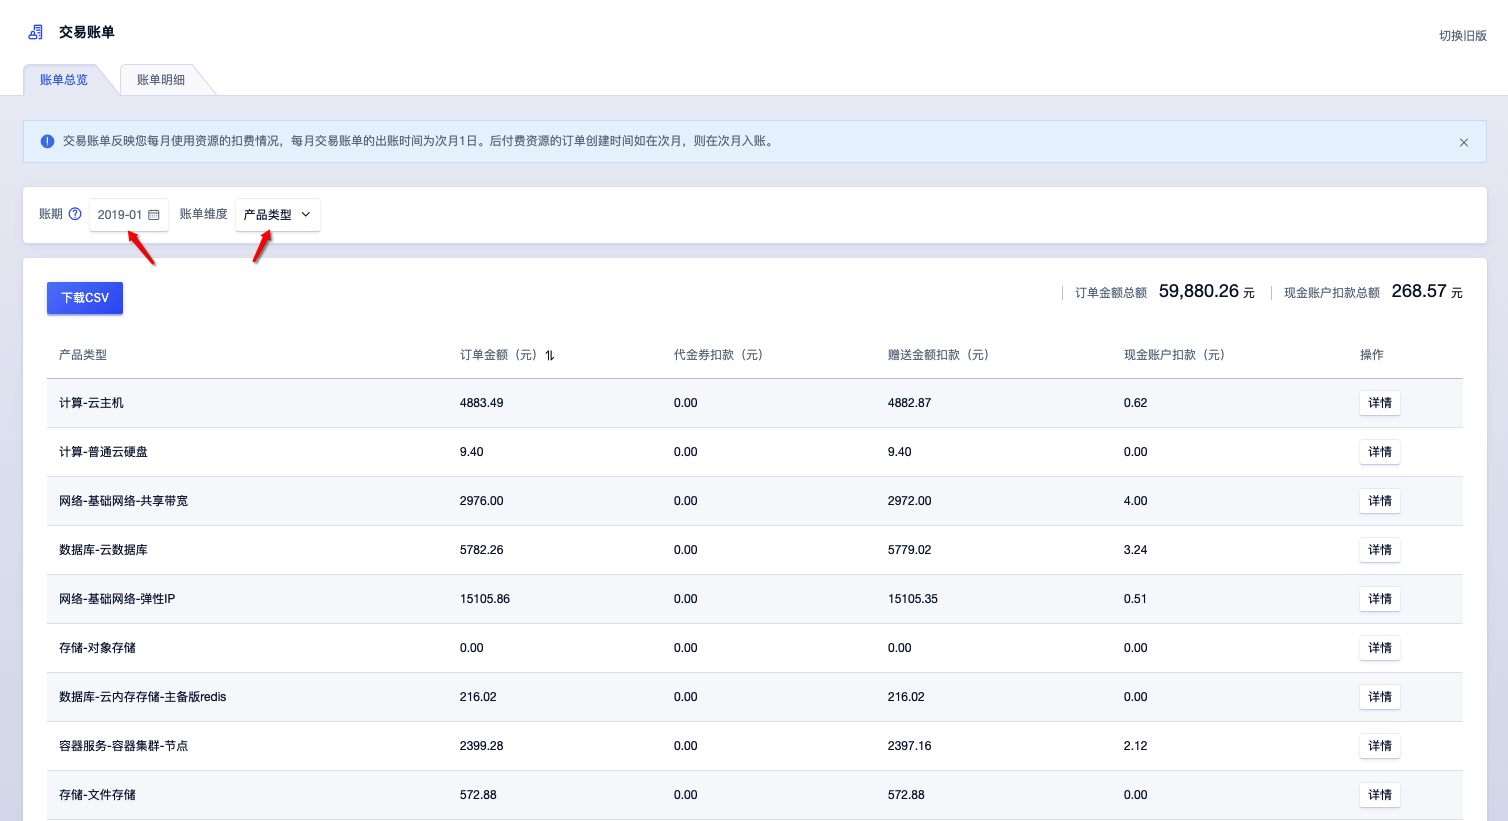 交易账单
切换旧版
账单总览 账单明细
交易账单反映您每月使用资源的扣费情况，每月交易账单的出账时间为次月1日。后付费资源的订单创建时间如在次月，则在次月入账。
账期 2019-01 账单维度 产品类型
下载CSV 订单金额总额 59,880.26 元 现金账户扣款总额 268.57 元
产品类型 订单金额（元） 代金券扣款（元） 赠送金额扣款（元） 现金账户扣款（元） 操作
计算-云主机 4883.49 0.00 4882.87 0.62 详情
计算-普通云硬盘 9.40 0.00 9.40 0.00 详情
网络-基础网络-共享带宽 2976.00 0.00 2972.00 4.00 详情
数据库-云数据库 5782.26 0.00 5779.02 3.24 详情
网络-基础网络-弹性IP 15105.86 0.00 15105.35 0.51 详情
存储-对象存储 0.00 0.00 0.00 0.00 详情
数据库-云内存存储-主备版redis 216.02 0.00 216.02 0.00 详情
容器服务-容器集群-节点 2399.28 0.00 2397.16 2.12 详情
存储-文件存储 572.88 0.00 572.88 0.00 详情